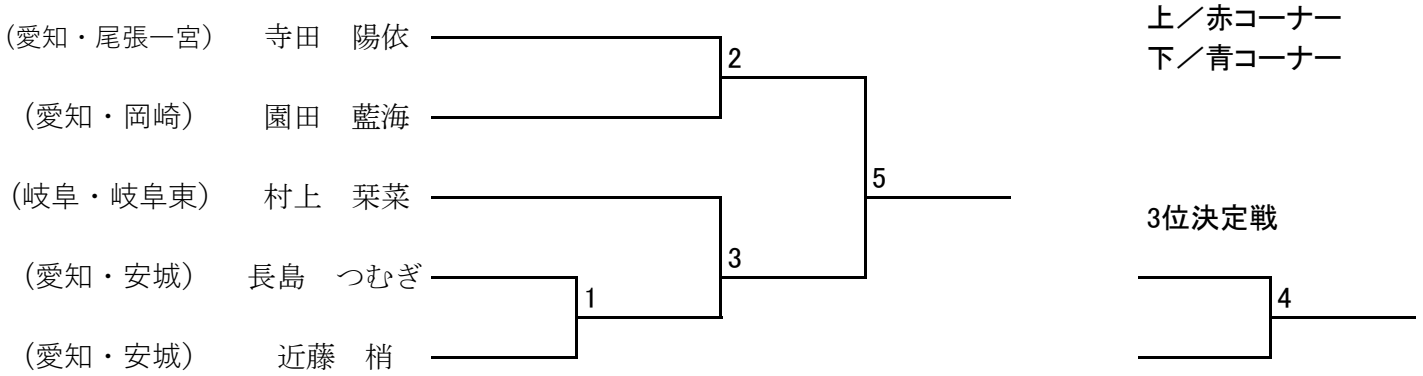 上／赤コーナー
下／青コーナー
(愛知・尾張一宮)　寺田　陽依
2
(愛知・岡崎)　園田　藍海
5
(岐阜・岐阜東)　村上　栞菜
3位決定戦
3
(愛知・安城)　長島　つむぎ
1
4
(愛知・安城)　近藤　梢